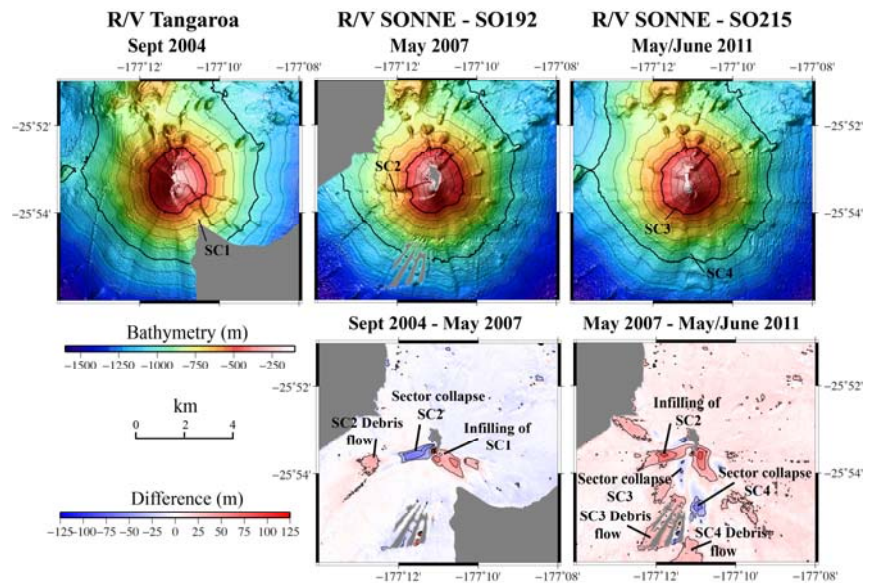 R/V Tangaroa
Sept 2004
R/V SONNE - SO192
May 2007
R/V SONNE - SO215
May/June 2011
−177°12' −177°10' −177°08'
−177°12' −177°10' −177°08'
−177°12' −177°10' −177°08'
−25°52'
−25°54'
SC1
SC2
SC3
SC4
−25°52'
−25°54'
Bathymetry (m)
−1500 −1250 −1000 −750 −500 −250
km
0 2 4
Difference (m)
−125−100−75 −50 −25 0 25 50 75 100 125
Sept 2004 - May 2007
Sector collapse
SC2
SC2 Debris
flow
Infilling of
SC1
May 2007 - May/June 2011
Infilling of
SC2
Sector collapse
SC3
SC3 Debris
flow
Sector collapse
SC4
SC4 Debris
flow
−25°52'
−25°54'
−177°12' −177°10' −177°08'
−177°12' −177°10' −177°08'